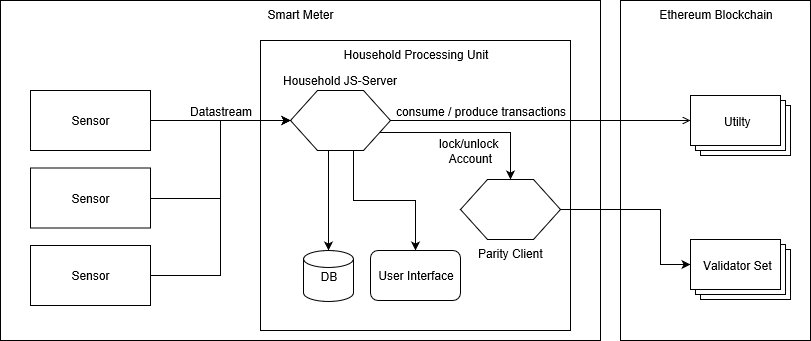 Smart Meter
Ethereum Blockchain
Household Processing Unit
Household JS-Server
Sensor
Datastream
consume / produce transactions
Utilty
lock/unlock
Account
Sensor
Sensor
DB
User Interface
Parity Client
Validator Set